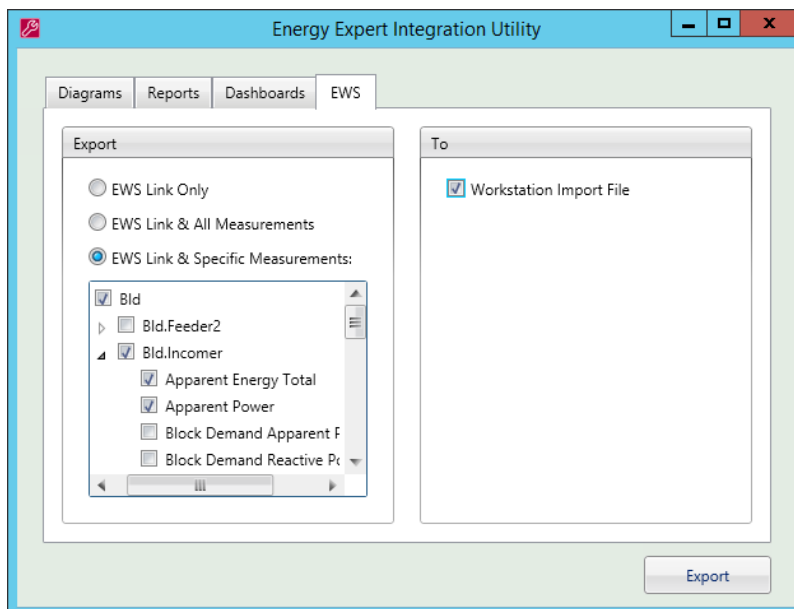 Energy Expert Integration Utility
Diagrams
Reports
Dashboards
EWS
Export
EWS Link Only
EWS Link & All Measurements
EWS Link & Specific Measurements:
Bld
Bld.Feeder2
Bld.Incomer
Apparent Energy Total
Apparent Power
Block Demand Apparent P
Block Demand Reactive Po
To
Workstation Import File
Export